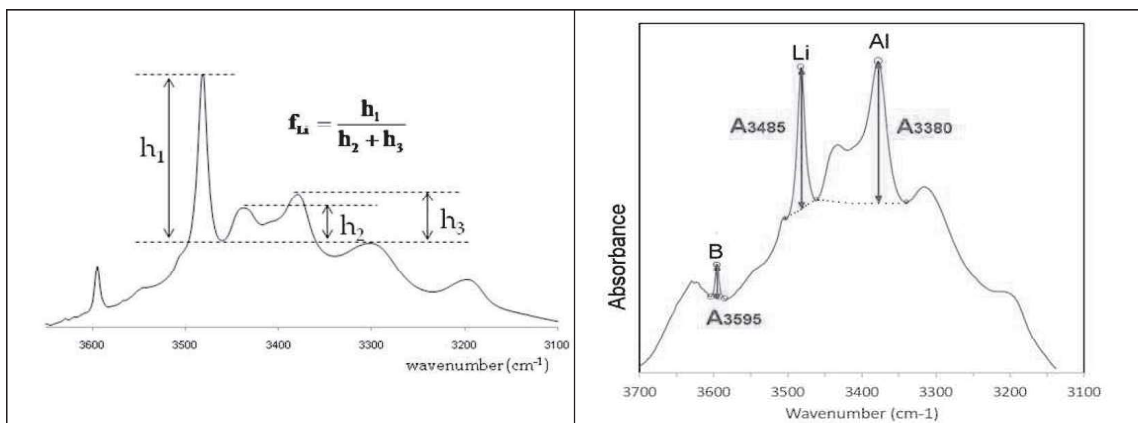 h1
fLi = h1 / h2 + h3
h2
h3
3600 3500 3400 3300 3200 3100
wavenumber (cm-1)
Li
Al
A3485
A3380
B
A3595
Absorbance
3700 3600 3500 3400 3300 3200 3100
Wavenumber (cm-1)